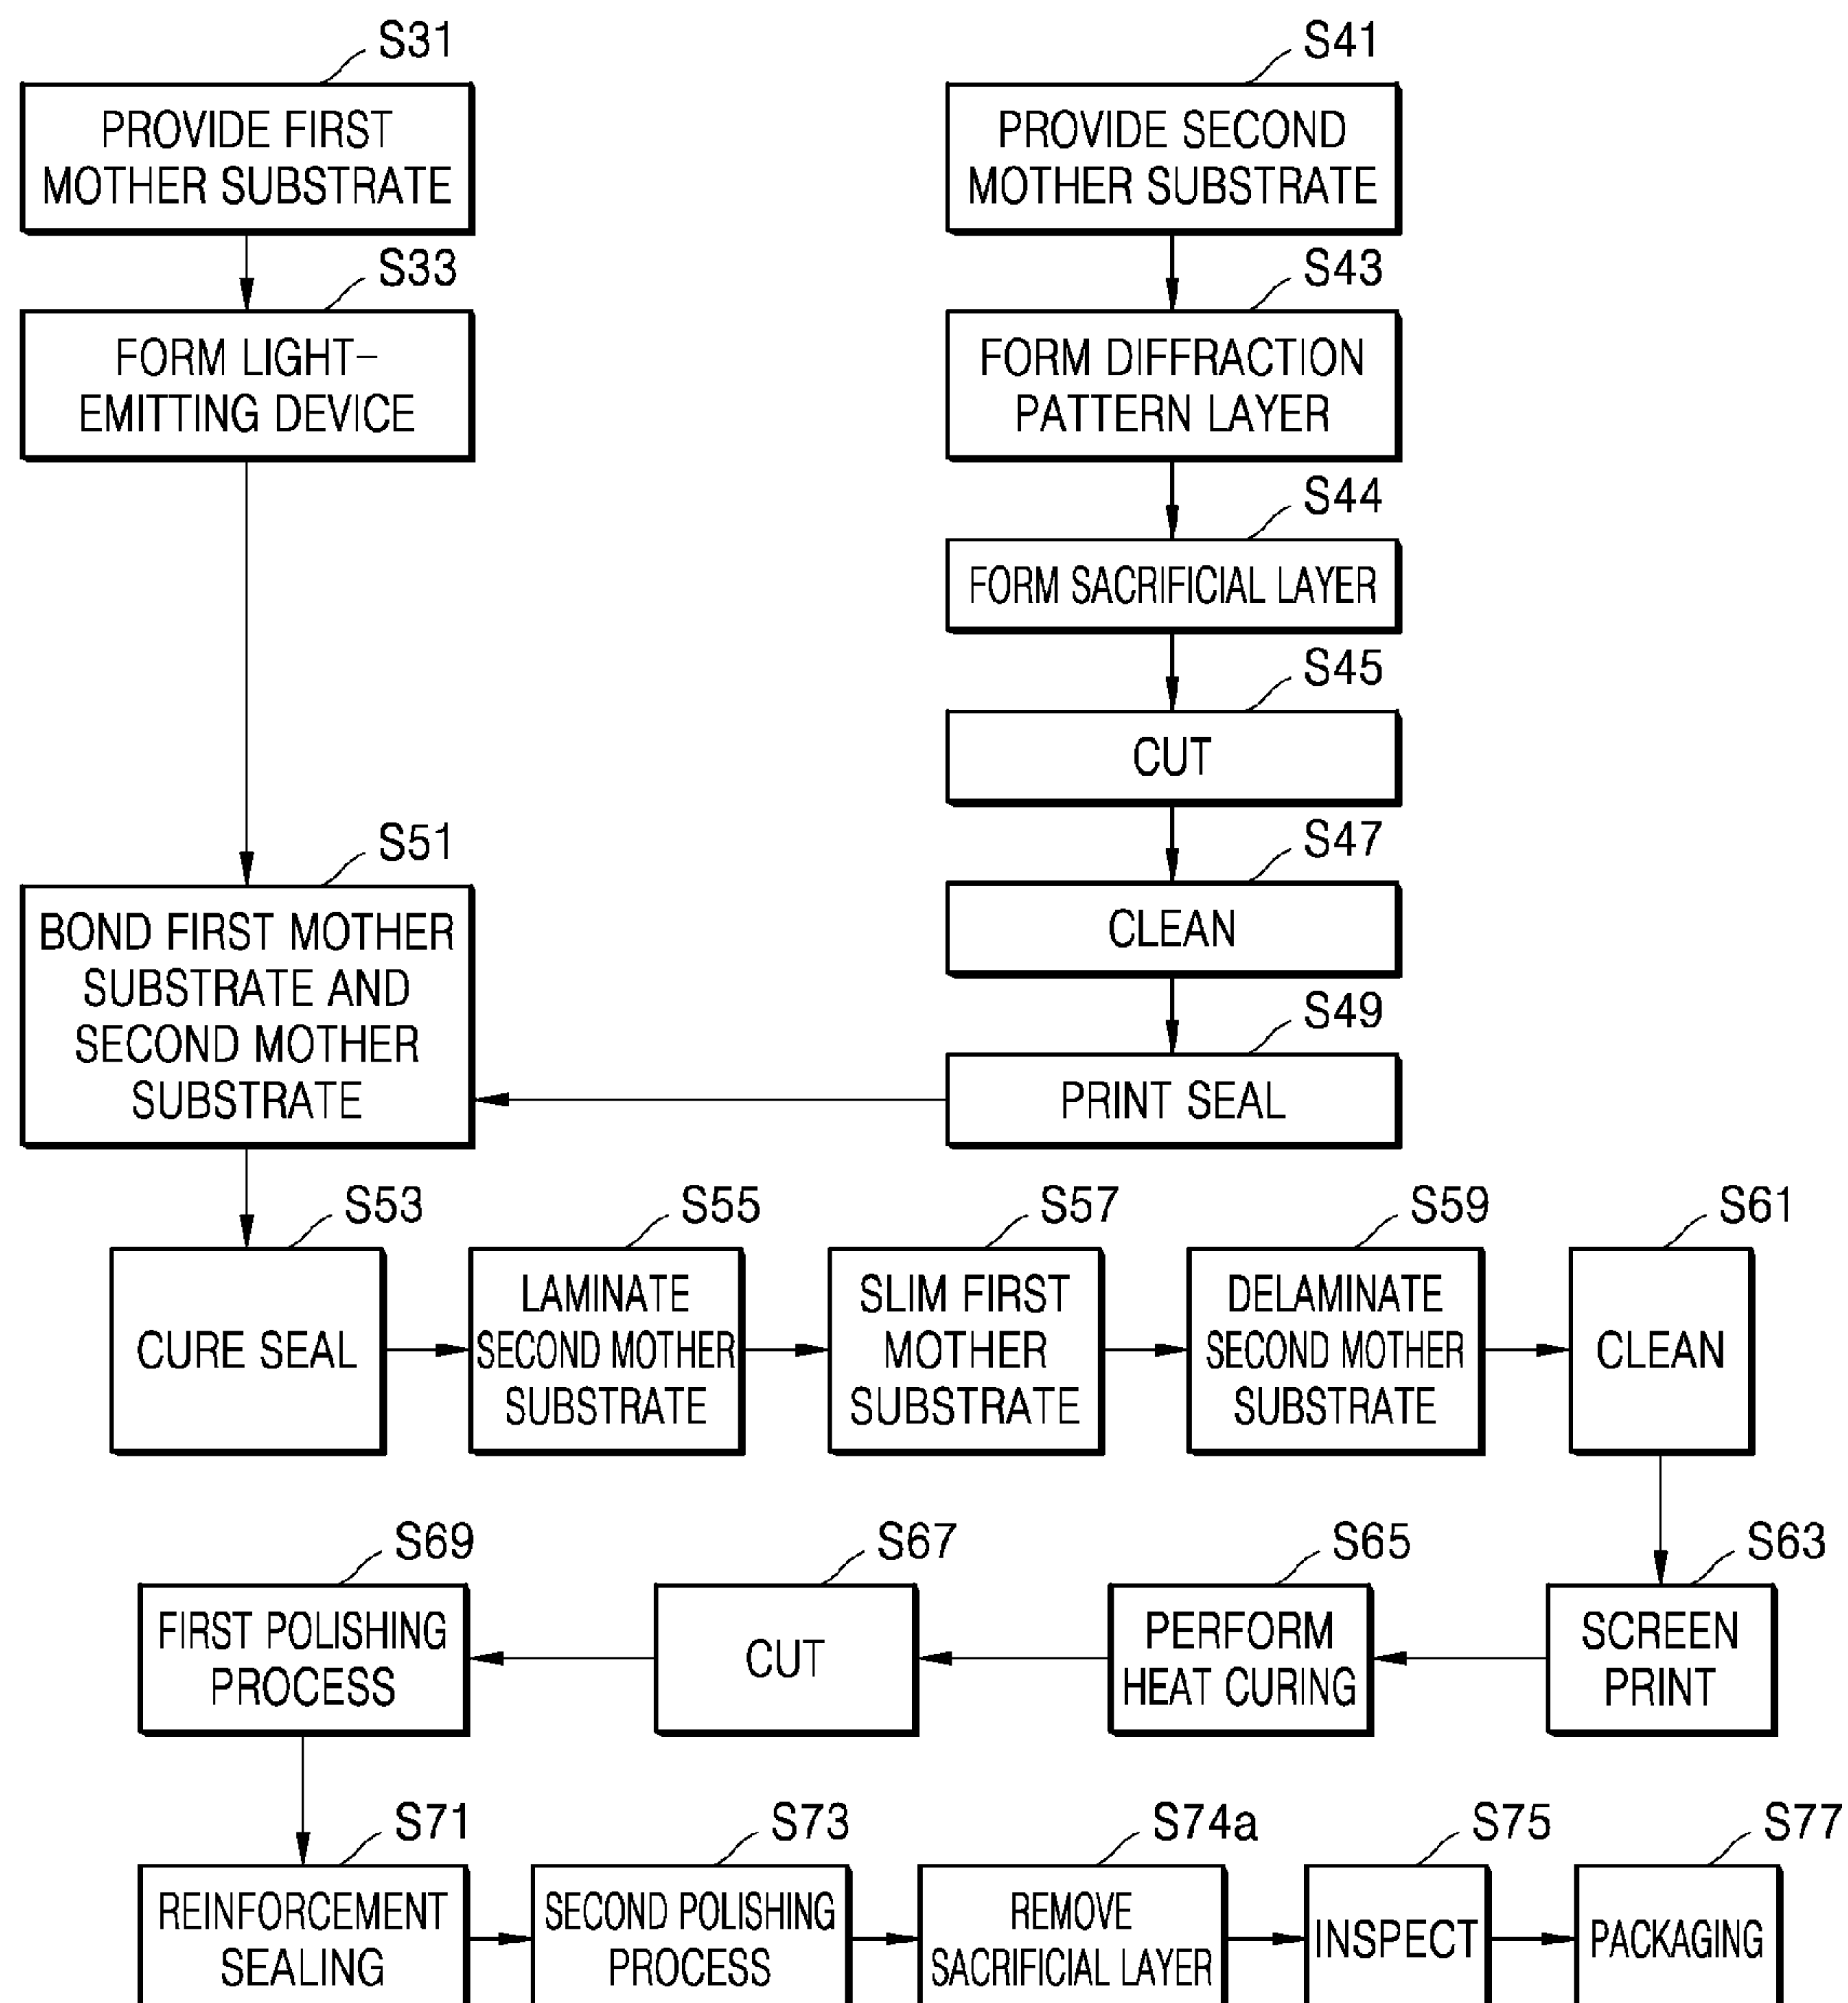 S31
PROVIDE FIRST
MOTHER SUBSTRATE
S33
FORM LIGHT-
EMITTING DEVICE
S41
PROVIDE SECOND
MOTHER SUBSTRATE
S43
FORM DIFFRACTION
PATTERN LAYER
S44
FORM SACRIFICIAL LAYER
S45
CUT
S47
CLEAN
S49
PRINT SEAL
S51
BOND FIRST MOTHER
SUBSTRATE AND
SECOND MOTHER
SUBSTRATE
S53
CURE SEAL
S55
LAMINATE
SECOND MOTHER
SUBSTRATE
S57
SLIM FIRST
MOTHER
SUBSTRATE
S59
DELAMINATE
SECOND MOTHER
SUBSTRATE
S61
CLEAN
S63
SCREEN
PRINT
S65
PERFORM
HEAT CURING
S67
CUT
S69
FIRST POLISHING
PROCESS
S71
REINFORCEMENT
SEALING
S73
SECOND POLISHING
PROCESS
S74a
REMOVE
SACRIFICIAL LAYER
S75
INSPECT
S77
PACKAGING